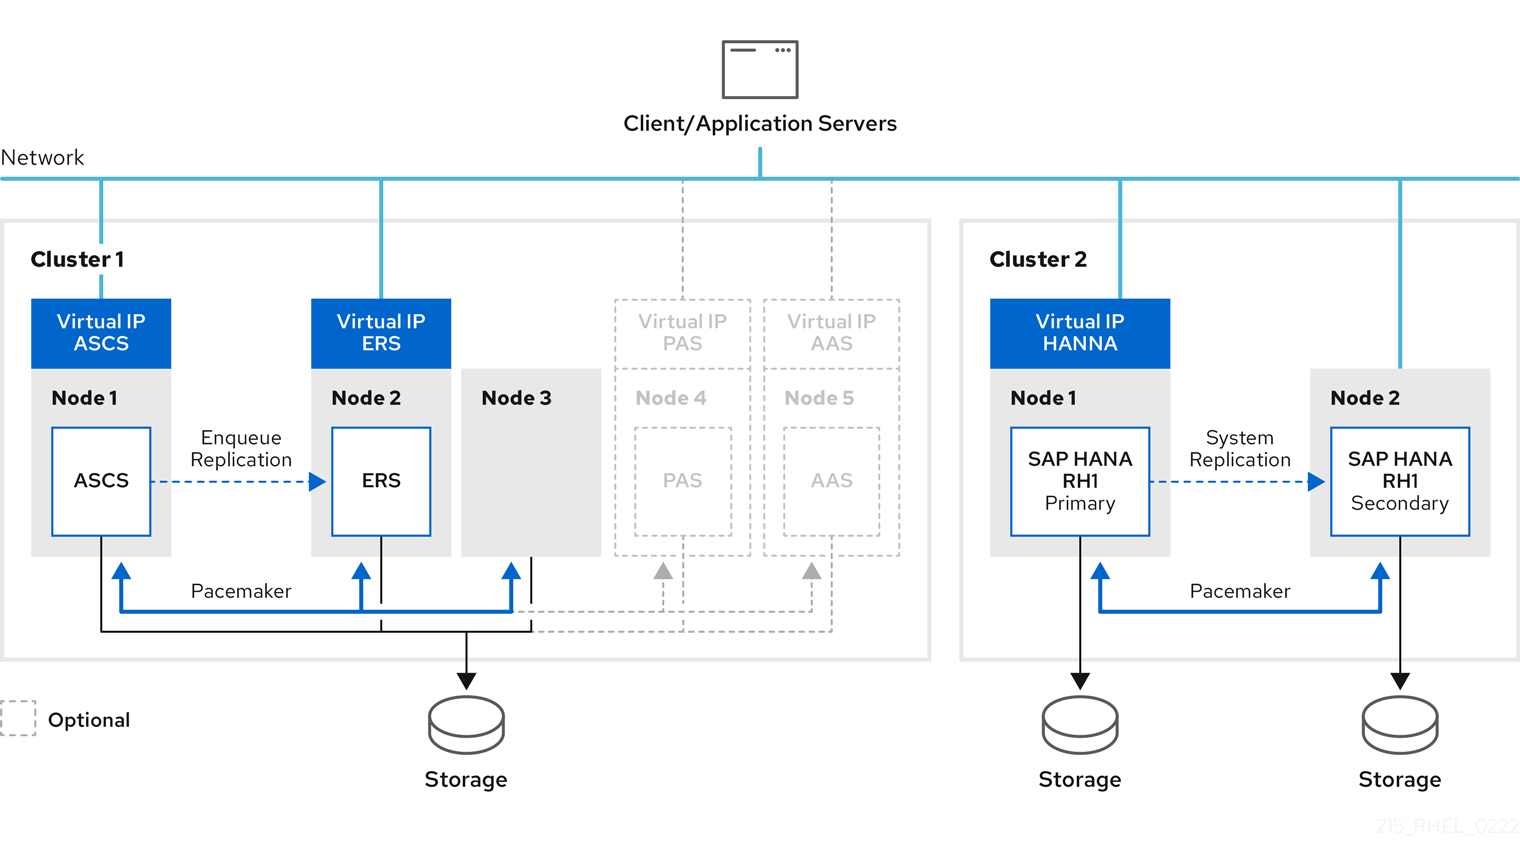 Client/Application Servers
Network
Cluster 1
Virtual IP
ASCS
Virtual IP
ERS
Virtual IP
PAS
Virtual IP
AAS
Node 1
Node 2
Node 3
Node 4
Node 5
ASCS
Enqueue
Replication
ERS
PAS
AAS
Pacemaker
Cluster 2
Virtual IP
HANNA
Node 1
Node 2
SAP HANA
RH1
Primary
System
Replication
SAP HANA
RH1
Secondary
Pacemaker
Optional
Storage
Storage
Storage
215_RHEL_0222